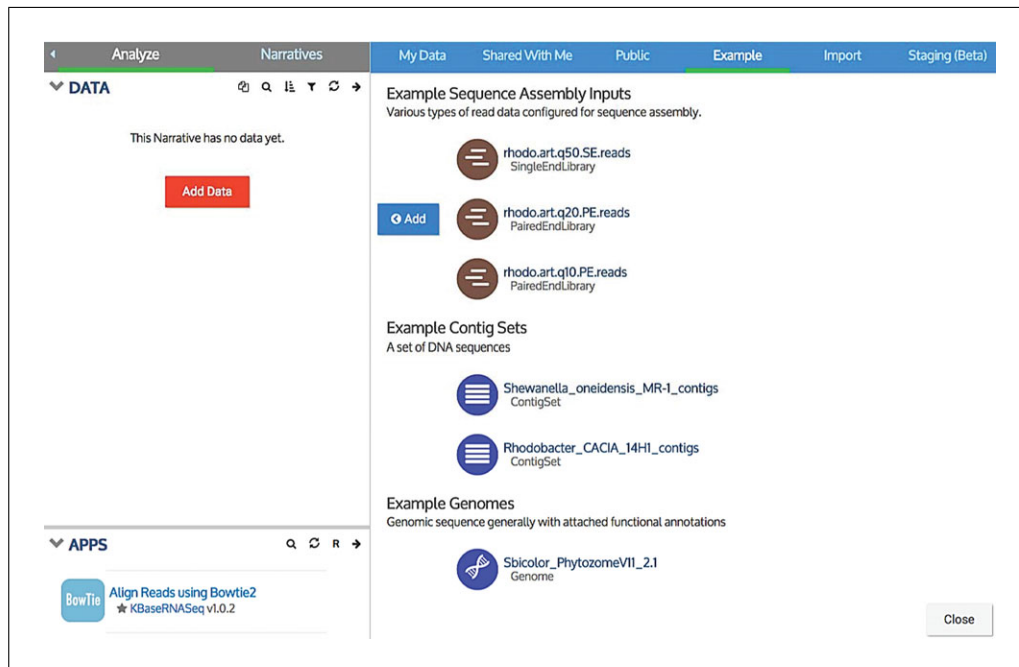 Analyze
Narratives
My Data
Shared With Me
Public
Example
Import
Staging (Beta)
DATA
This Narrative has no data yet.
Add Data
Example Sequence Assembly Inputs
Various types of read data configured for sequence assembly.
rhodo.art.q50.SE.reads
SingleEndLibrary
Add
rhodo.art.q20.PE.reads
PairedEndLibrary
rhodo.art.q10.PE.reads
PairedEndLibrary
Example Contig Sets
A set of DNA sequences
Shewanella_oneidensis_MR-1_contigs
ContigSet
Rhodobacter_CACIA_14H1_contigs
ContigSet
Example Genomes
Genomic sequence generally with attached functional annotations
Sbicolor_PhytozomeV11_2.1
Genome
APPS
R
BowTie
Align Reads using Bowtie2
KBaseRNASeq v1.0.2
Close